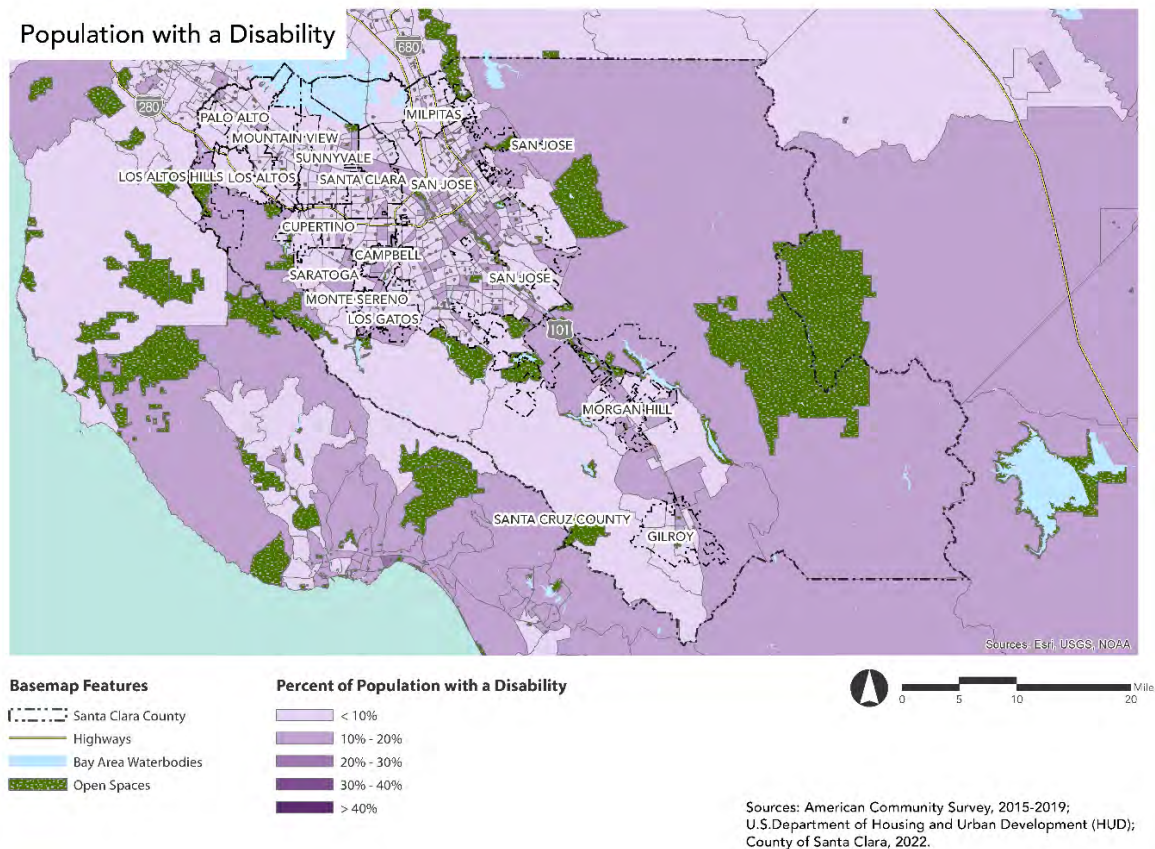 Population with a Disability
680
280
PALO ALTO
MILPITAS
MOUNTAIN VIEW
SAN JOSE
SUNNYVALE
LOS ALTOS HILLS
LOS ALTOS
SANTA CLARA
SAN JOSE
CUPERTINO
CAMPBELL
SARATOGA
SAN JOSE
MONTE SERENO
LOS GATOS
101
MORGAN HILL
SANTA CRUZ COUNTY
GILROY
Sources: Esri, USGS, NOAA
Basemap Features
Santa Clara County
Highways
Bay Area Waterbodies
Open Spaces
Percent of Population with a Disability
< 10%
10% - 20%
20% - 30%
30% - 40%
> 40%
0 5 10 20 Mile
Sources: American Community Survey, 2015-2019;
U.S.Department of Housing and Urban Development (HUD);
County of Santa Clara, 2022.